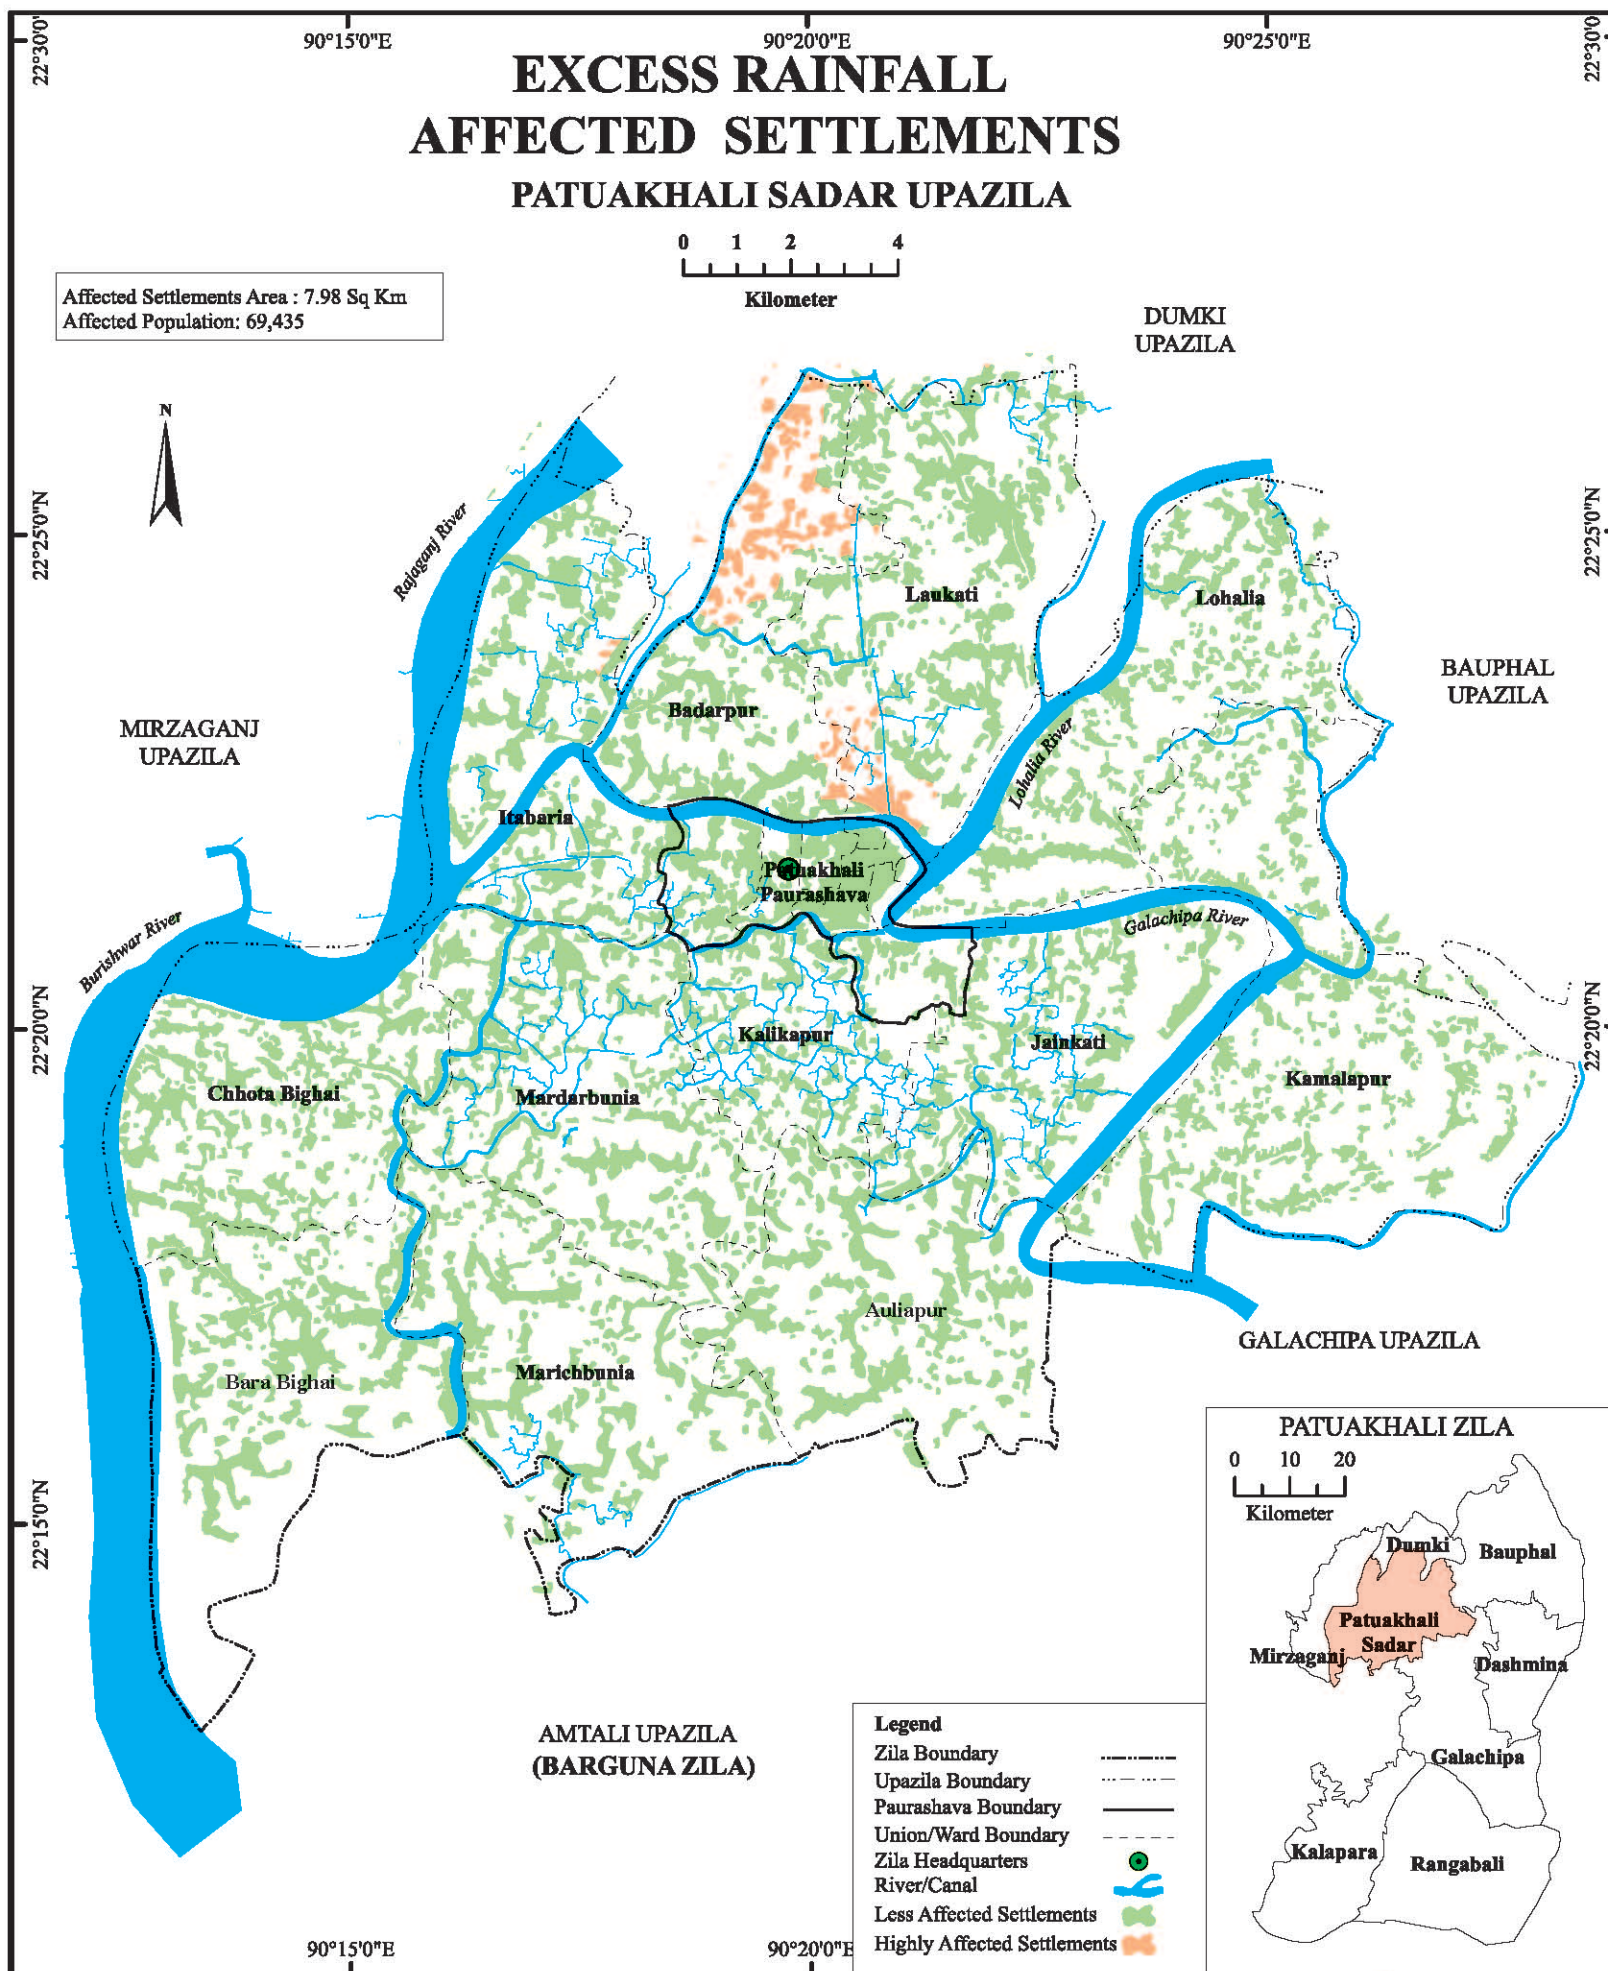 90°15'0"E
90°20'0"E
90°25'0"E
22°30'0"
22°30'0"
EXCESS RAINFALL
AFFECTED SETTLEMENTS
PATUAKHALI SADAR UPAZILA
0 1 2 4
Kilometer
Affected Settlements Area : 7.98 Sq Km
Affected Population: 69,435
DUMKI
UPAZILA
N
22°25'0"N
22°25'0"N
Rajaganj River
Laukati
Lohalia
BAUPHAL
UPAZILA
MIRZAGANJ
UPAZILA
Badarpur
Lohalia River
Itabaria
Patuakhali
Paurashava
Burishwar River
Galachipa River
22°20'0"N
22°20'0"N
Kalikapur
Jainkati
Kamalapur
Chhota Bighai
Mardarbunia
Auliapur
GALACHIPA UPAZILA
Bara Bighai
Marichbunia
22°15'0"N
PATUAKHALI ZILA
0 10 20
Kilometer
Dumki
Bauphal
Patuakhali
Sadar
Mirzaganj
Dashmina
Galachipa
Kalapara
Rangabali
AMTALI UPAZILA
(BARGUNA ZILA)
Legend
Zila Boundary
Upazila Boundary
Paurashava Boundary
Union/Ward Boundary
Zila Headquarters
River/Canal
Less Affected Settlements
Highly Affected Settlements
90°15'0"E
90°20'0"E